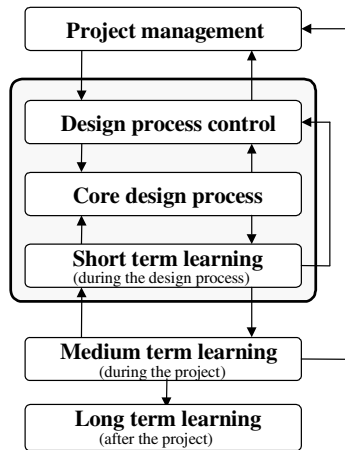 Project management
Design process control
Core design process
Short term learning
(during the design process)
Medium term learning
(during the project)
Long term learning
(after the project)